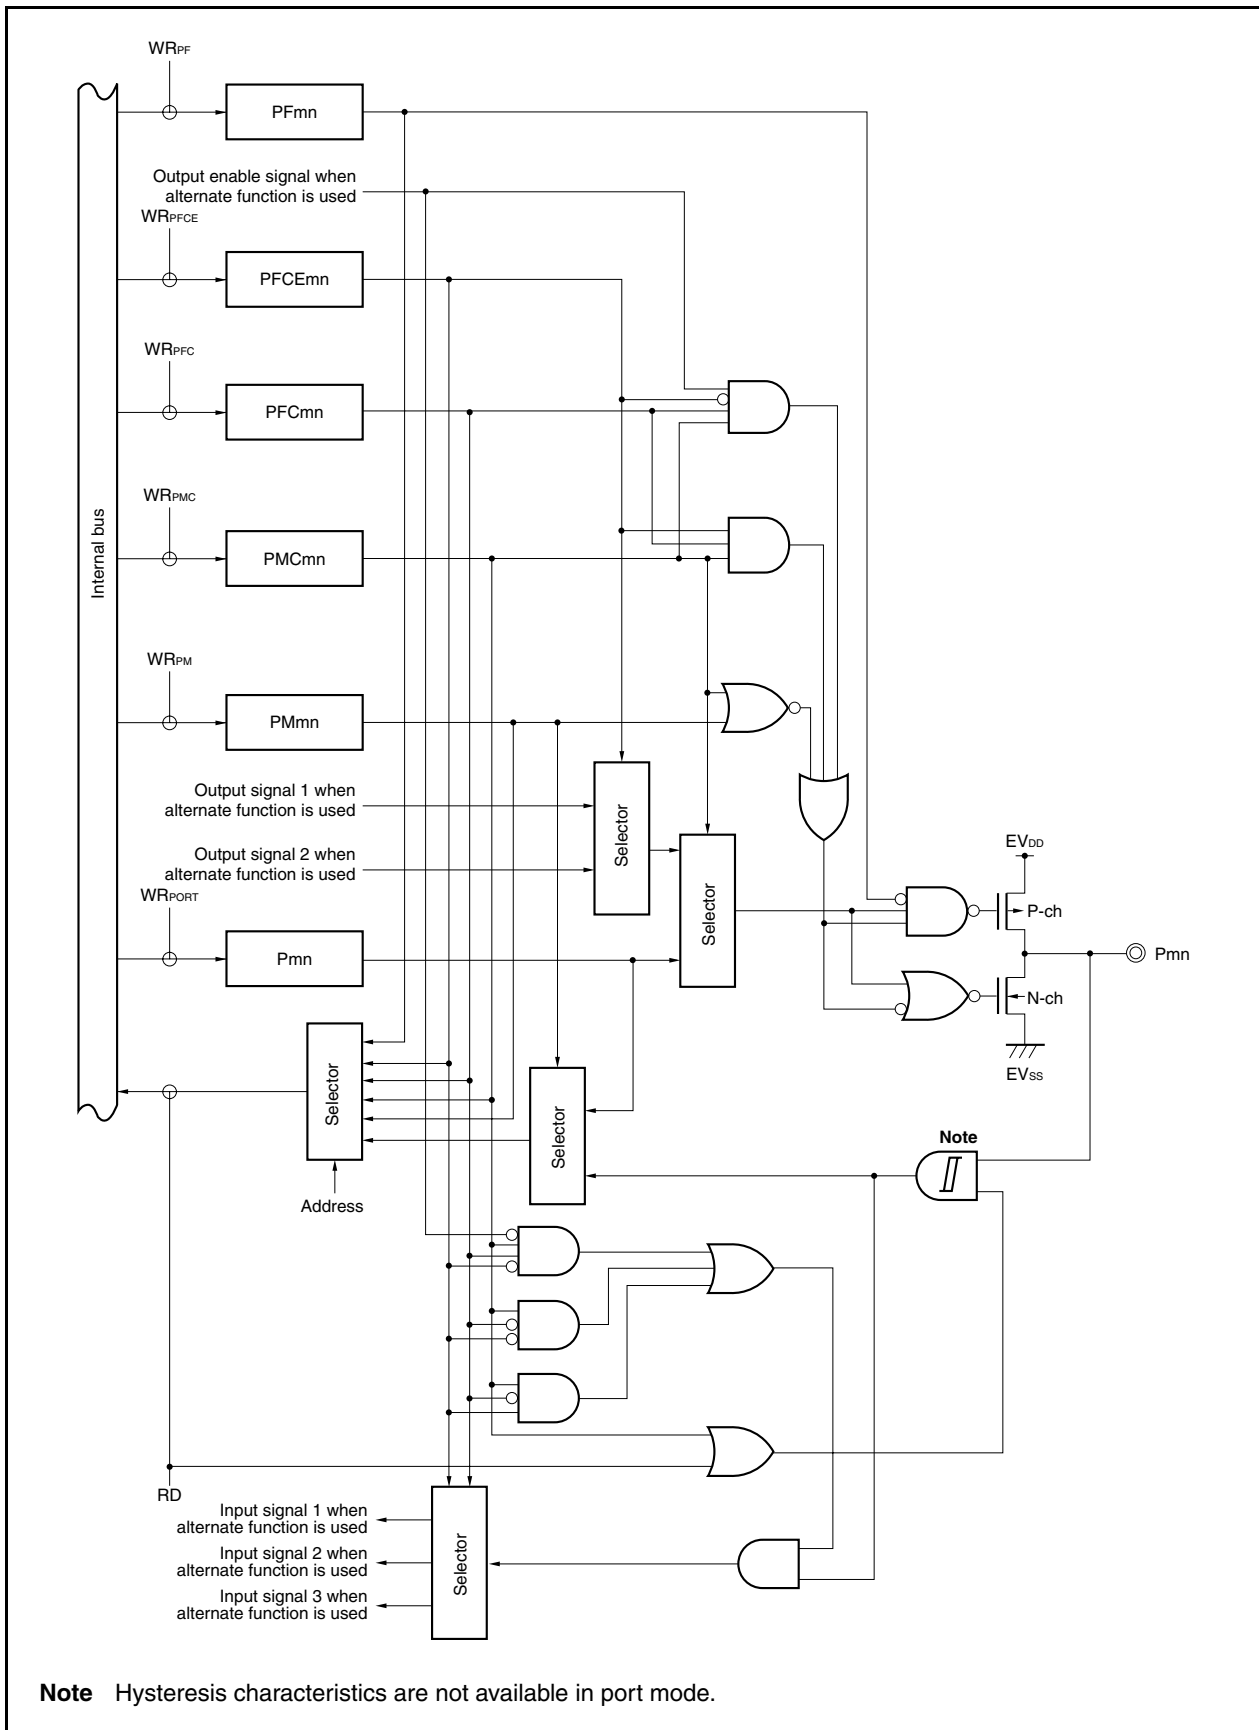 WRPF
PFmn
Output enable signal when
alternate function is used
WRPFCE
PFCEmn
WRPFC
PFCmn
WRPMC
PMCmn
Internal bus
WRPM
PMmn
Output signal 1 when
alternate function is used
Selector
Output signal 2 when
alternate function is used
Selector
EVDD
P-ch
WRPORT
Pmn
Pmn
N-ch
EVSS
Selector
Selector
Note
Address
RD
Input signal 1 when
alternate function is used
Input signal 2 when
alternate function is used
Input signal 3 when
alternate function is used
Selector
Note Hysteresis characteristics are not available in port mode.